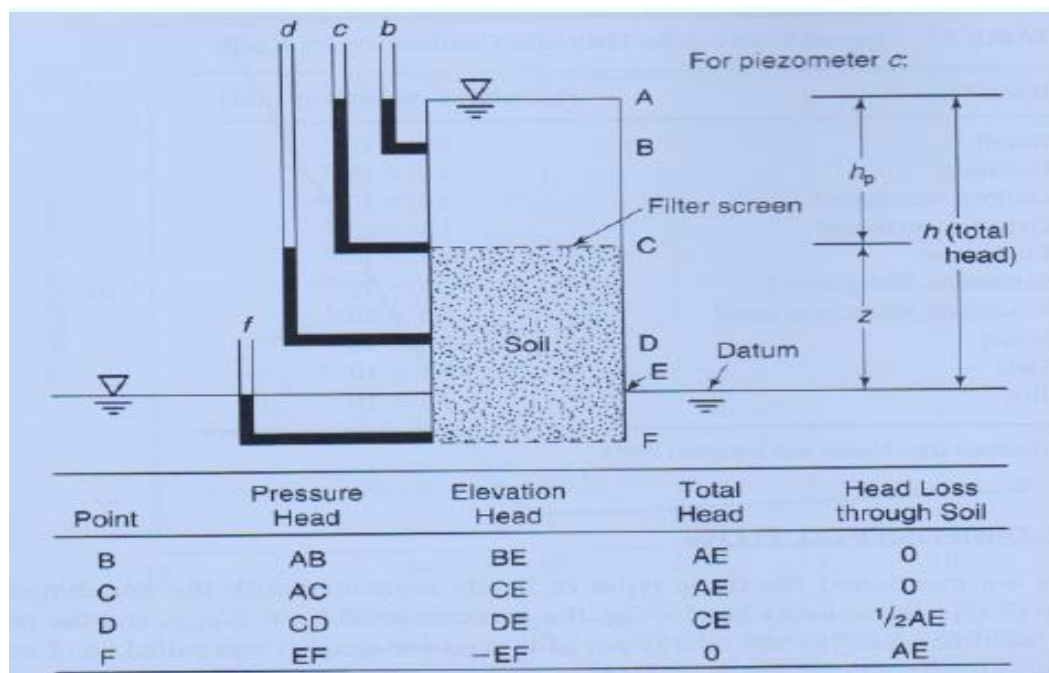 d c b
For piezometer c:
A
B
hp
Filter screen
C
h (total
head)
f
z
Soil
D
Datum
E
F
Point Pressure Head Elevation Head Total Head Head Loss through Soil
B AB BE AE 0
C AC CE AE 0
D CD DE CE 1/2AE
F EF –EF 0 AE